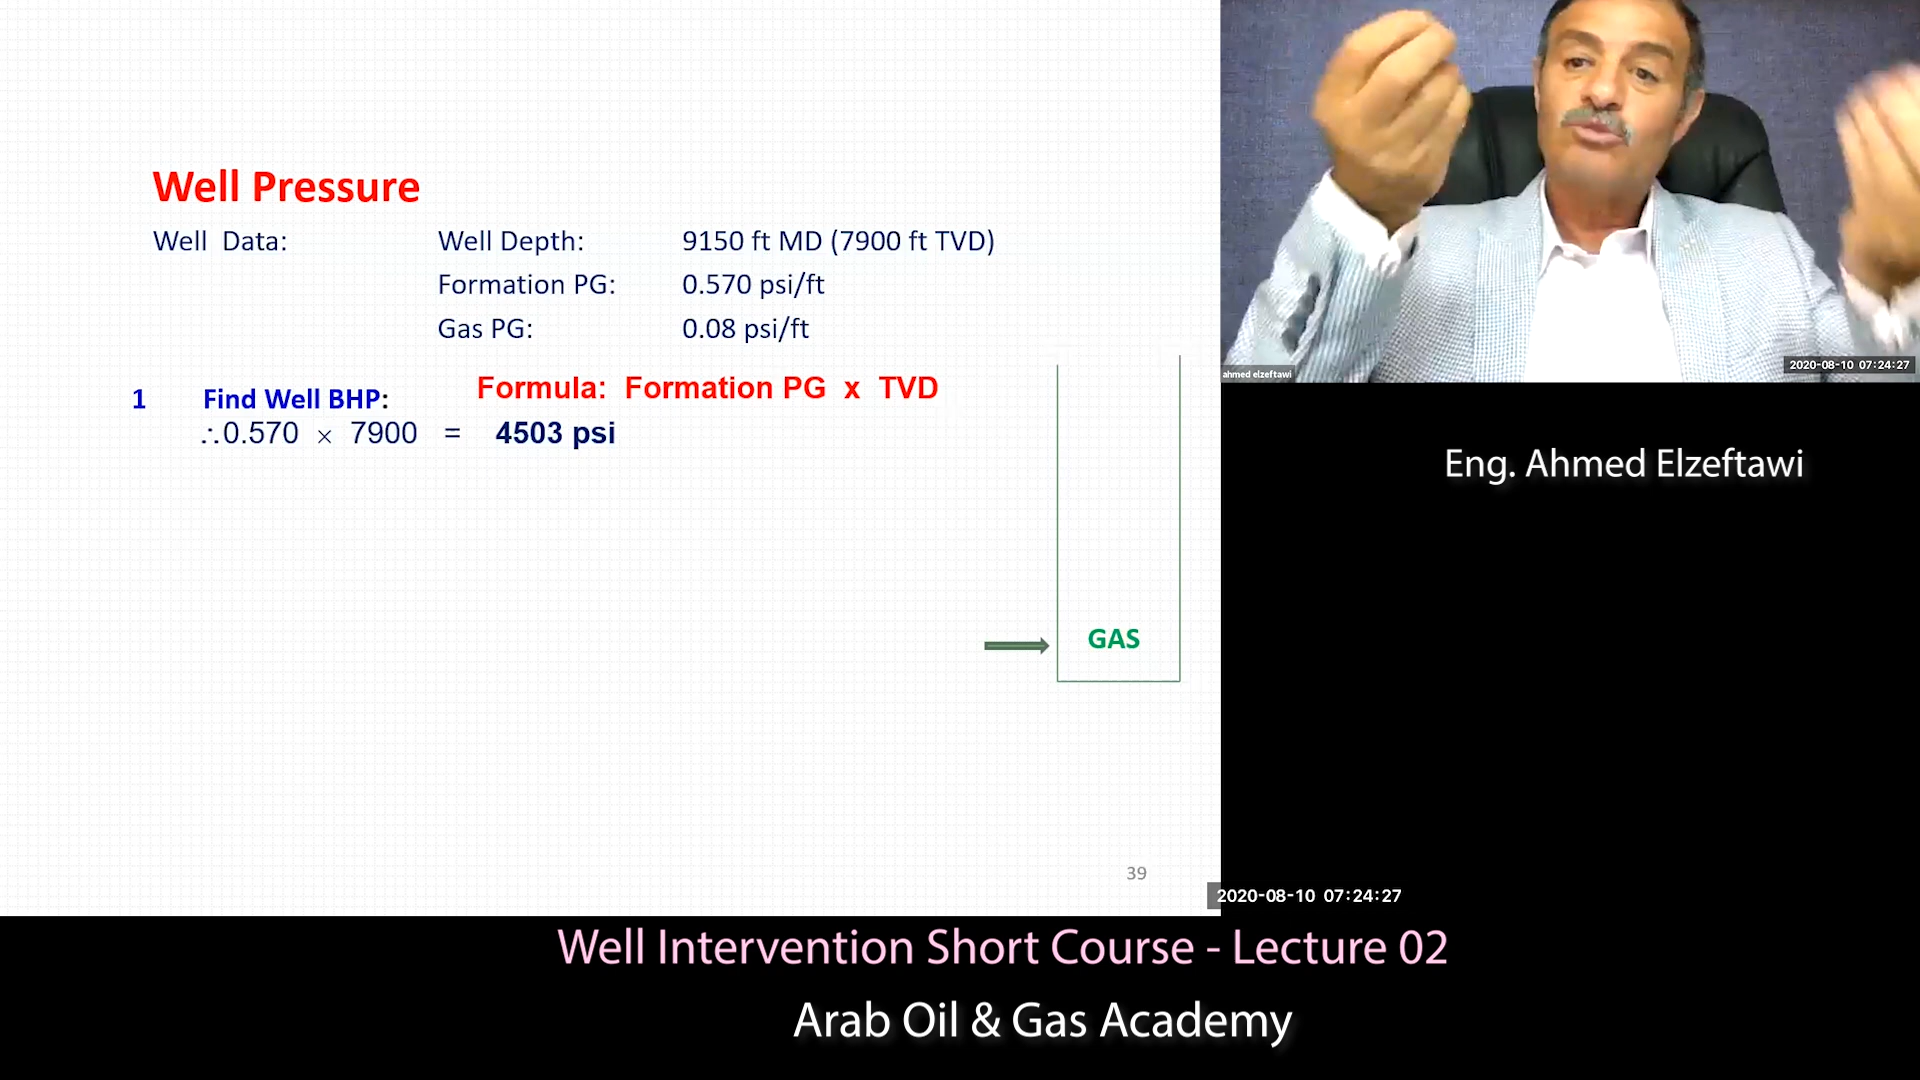 Well Pressure
Well Data: Well Depth: 9150 ft MD (7900 ft TVD)
Formation PG: 0.570 psi/ft
Gas PG: 0.08 psi/ft
1 Find Well BHP: Formula: Formation PG x TVD
∴0.570 × 7900 = 4503 psi
GAS
39
ahmed elzeftawi
2020-08-10 07:24:27
Eng. Ahmed Elzeftawi
2020-08-10 07:24:27
Well Intervention Short Course - Lecture 02
Arab Oil & Gas Academy